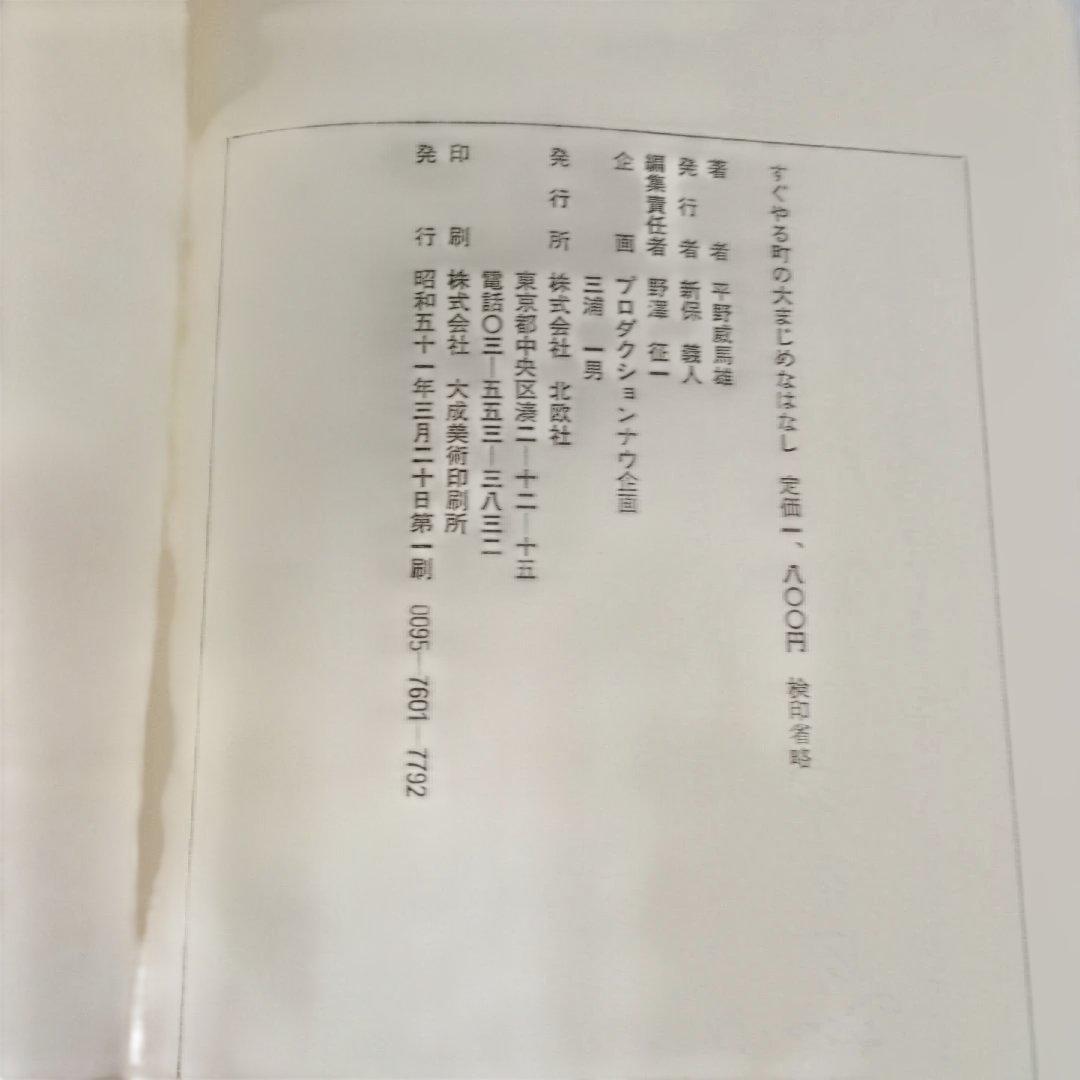 すぐやる町の大まじめなはなし　定価一、八〇〇円　検印省略
著者　平野威馬雄
発行者　新保　義人
編集責任者　野澤　征一
企画　プロダクションナウ企画
三浦　一男
発行所　株式会社　北欧社
東京都中央区湊二―十二―十五
電話〇三―五五三―三八三二
印刷　株式会社　大成美術印刷所
発行　昭和五十一年三月二十日第一刷　0095―7601―7792